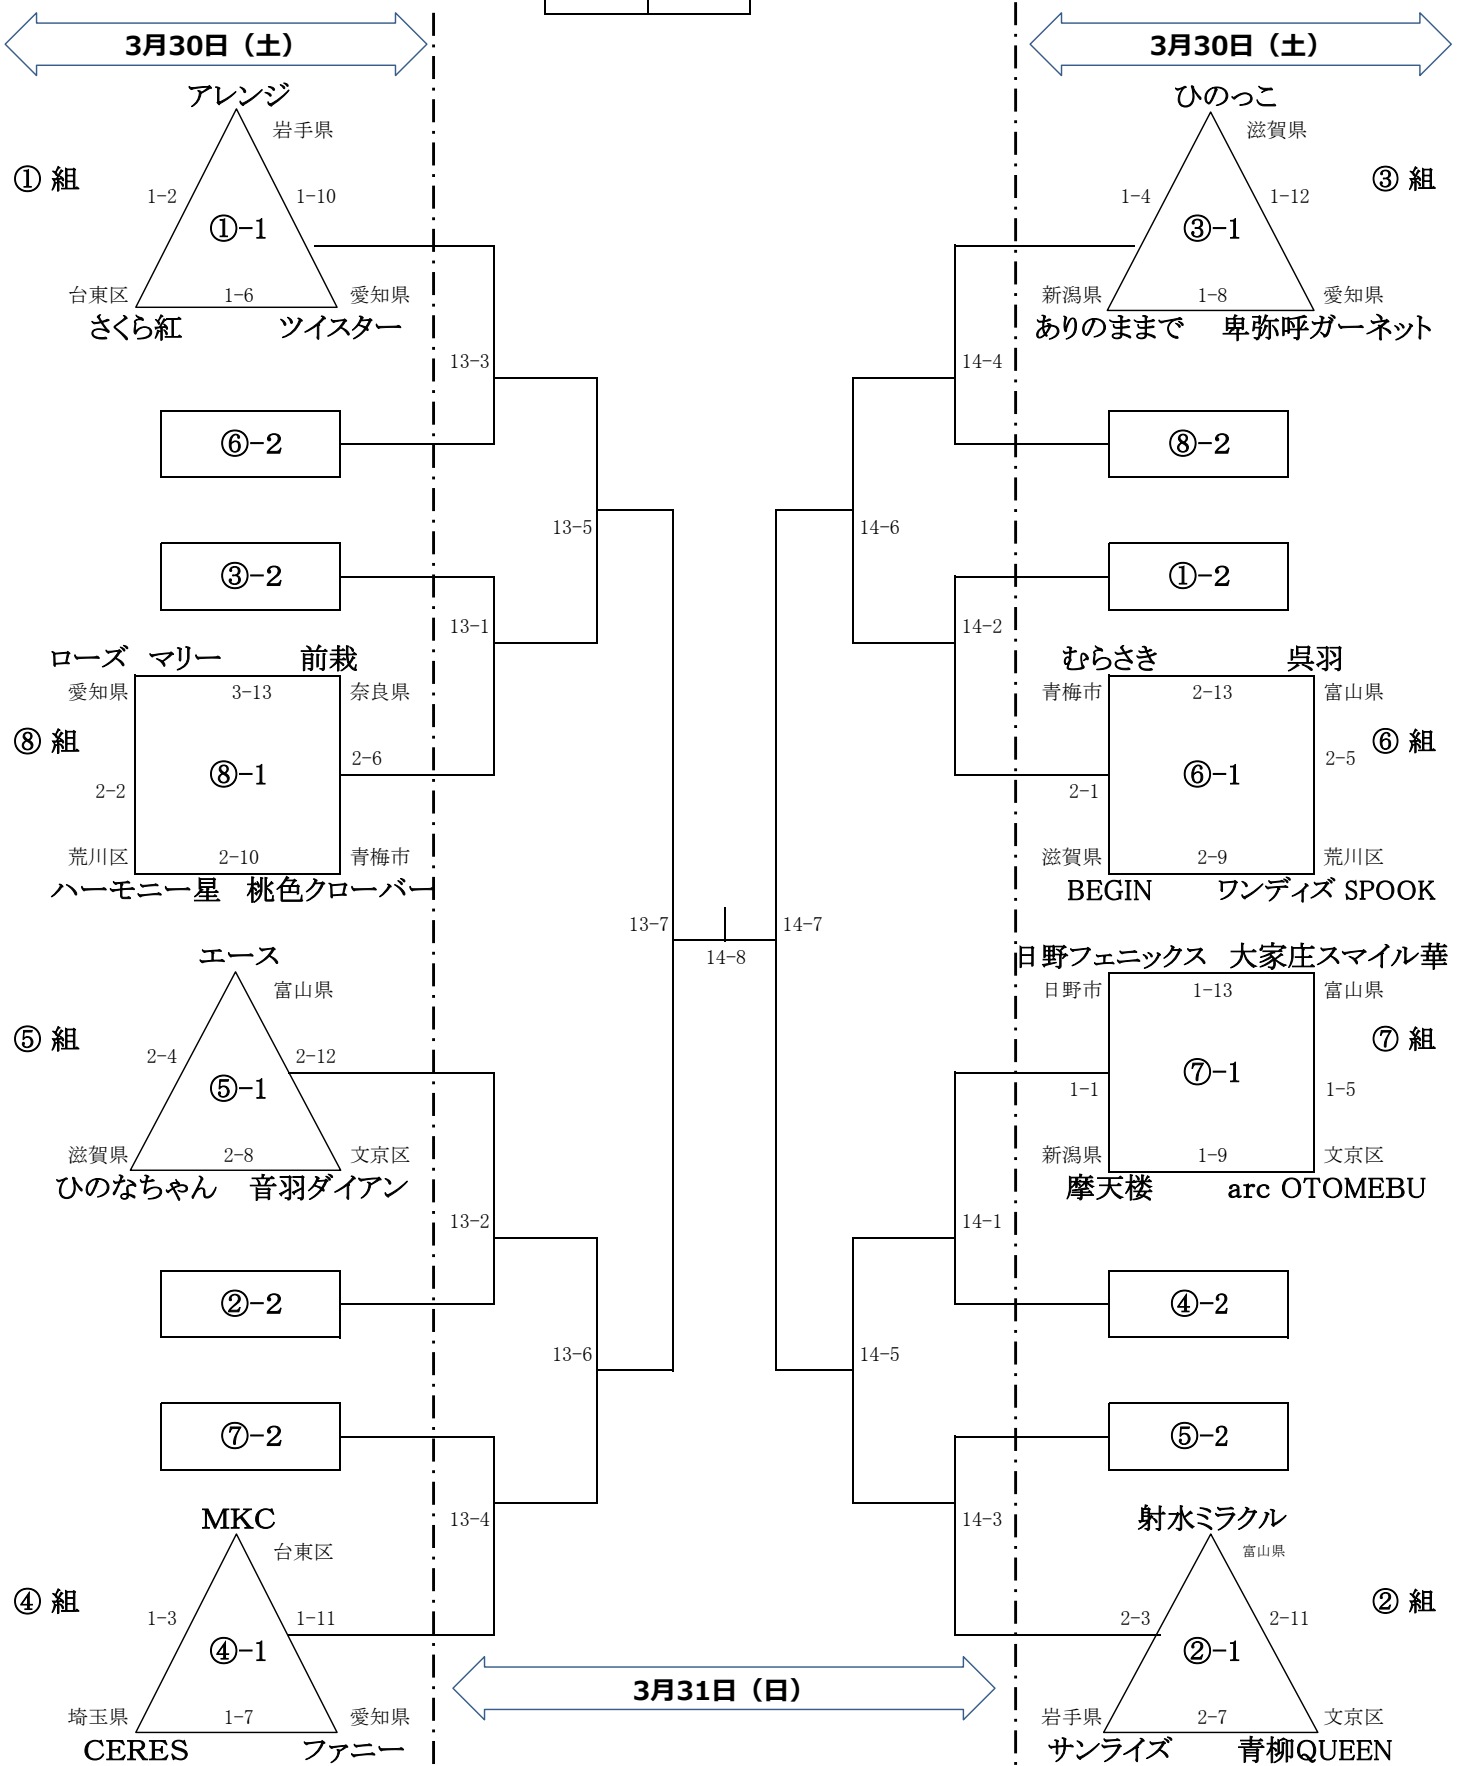 3月30日（土）
アレンジ
岩手県
① 組
1-2
1-10
①-1
台東区
1-6
愛知県
さくら紅
ツイスター
13-3
⑥-2
13-5
③-2
13-1
ローズ マリー
前栽
愛知県
3-13
奈良県
⑧ 組
⑧-1
2-6
2-2
荒川区
2-10
青梅市
ハーモニー星
桃色クローバー
13-7
14-8
エース
富山県
⑤ 組
2-4
2-12
⑤-1
滋賀県
2-8
文京区
ひのなちゃん
音羽ダイアン
13-2
②-2
13-6
⑦-2
13-4
MKC
台東区
④ 組
1-3
1-11
④-1
埼玉県
1-7
愛知県
CERES
ファニー
3月31日（日）
3月30日（土）
ひのっこ
滋賀県
③ 組
1-4
1-12
③-1
新潟県
1-8
愛知県
ありのままで
卑弥呼ガーネット
14-4
⑧-2
14-6
①-2
14-2
むらさき
呉羽
青梅市
2-13
富山県
⑥ 組
⑥-1
2-5
2-1
滋賀県
2-9
荒川区
BEGIN
ワンディズ SPOOK
14-7
日野フェニックス
大家庄スマイル華
日野市
1-13
富山県
⑦ 組
⑦-1
1-1
1-5
新潟県
1-9
文京区
摩天楼
arc OTOMEBU
14-1
④-2
14-5
⑤-2
14-3
射水ミラクル
富山県
② 組
2-3
2-11
②-1
岩手県
2-7
文京区
サンライズ
青柳QUEEN